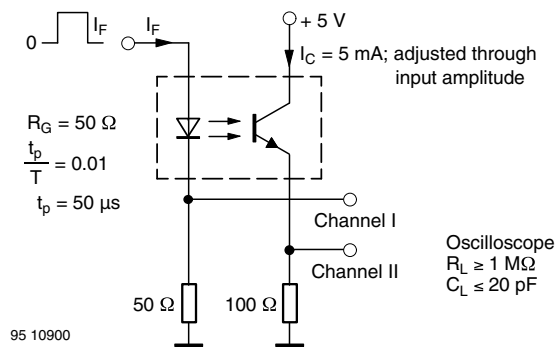 0
I_F
I_F
+ 5 V
I_C = 5 mA; adjusted through
input amplitude
R_G = 50 Ω
t_p
T
= 0.01
t_p = 50 µs
Channel I
Channel II
50 Ω
100 Ω
Oscilloscope
R_L ≥ 1 MΩ
C_L ≤ 20 pF
95 10900